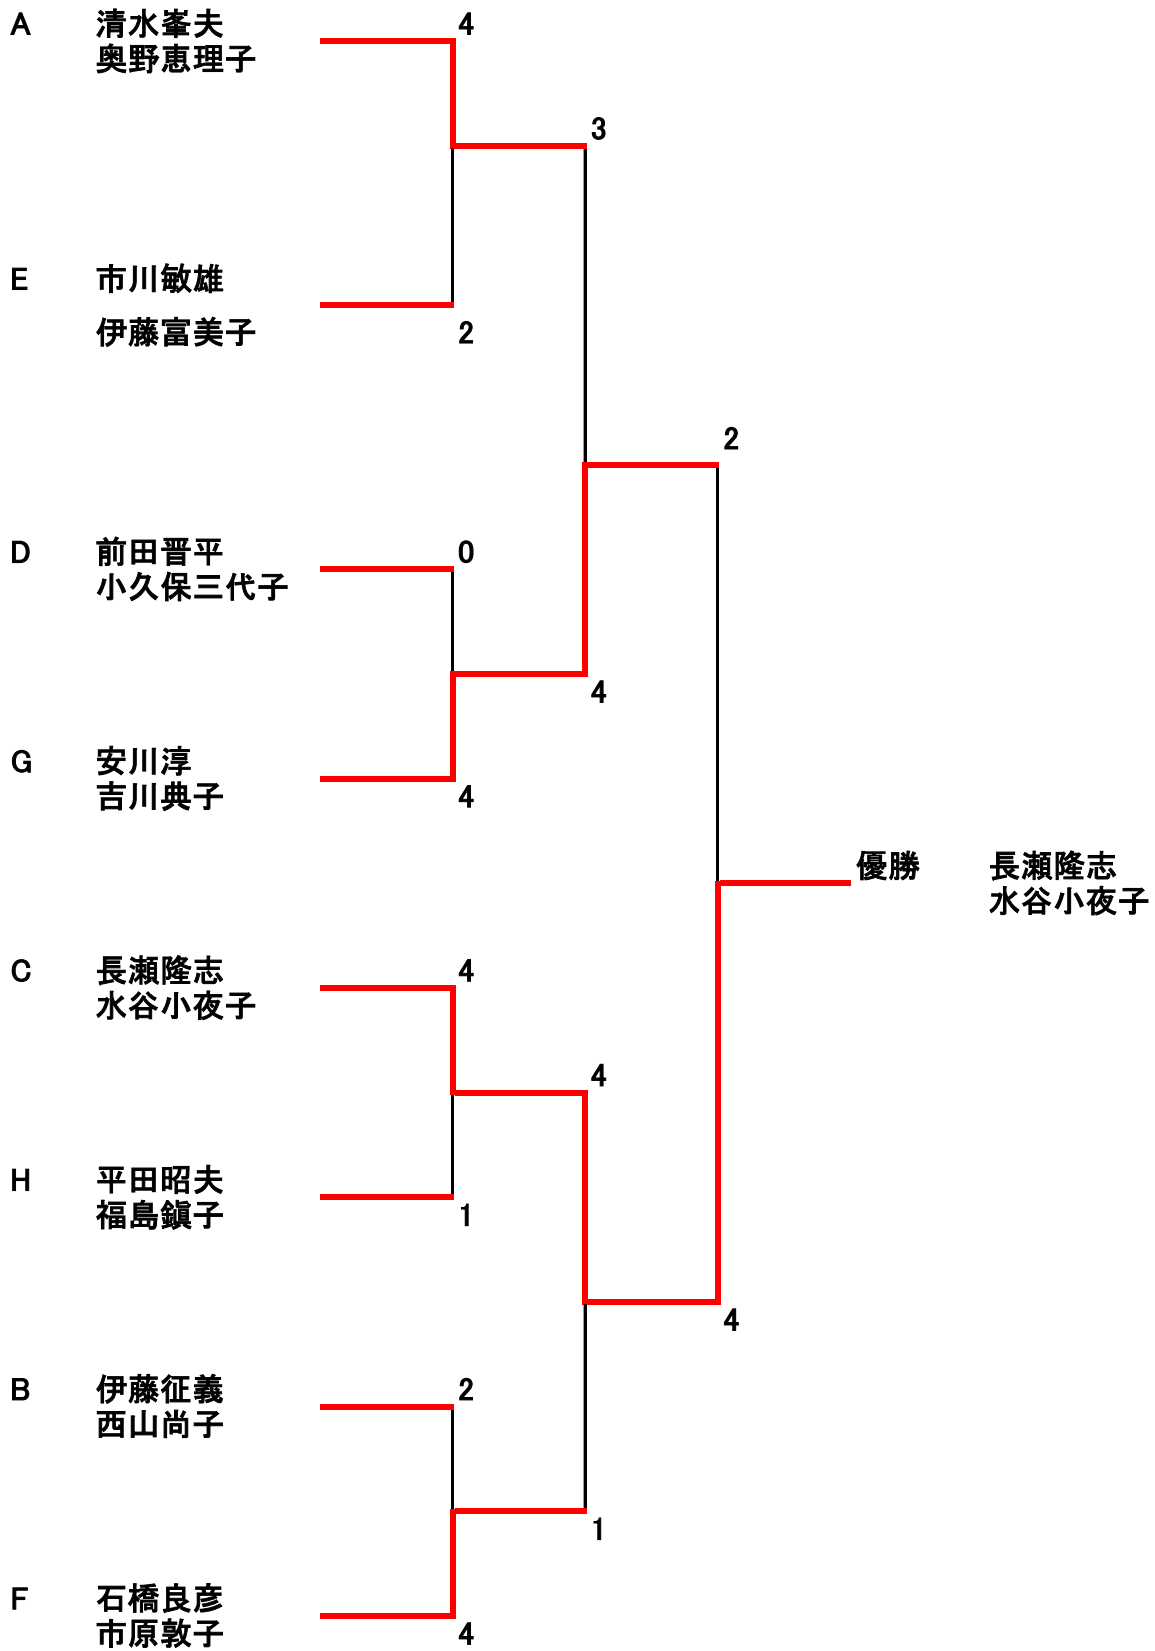 A 清水峯夫 4
奥野恵理子
3
E 市川敏雄
伊藤富美子 2
2
D 前田晋平 0
小久保三代子
4
G 安川淳
吉川典子 4
優勝 長瀬隆志
水谷小夜子
C 長瀬隆志 4
水谷小夜子
4
H 平田昭夫
福島鎭子 1
4
B 伊藤征義 2
西山尚子
1
F 石橋良彦
市原敦子 4